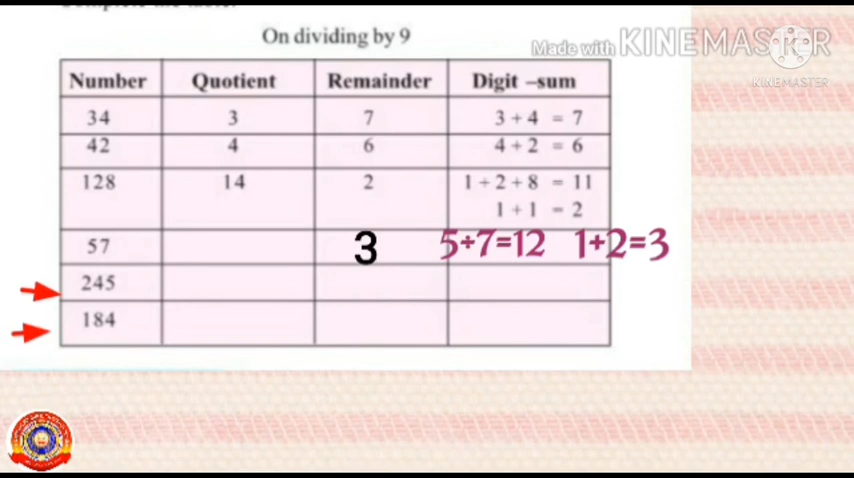 On dividing by 9
Made with KINEMASTER
KINEMASTER
Number Quotient Remainder Digit –sum
34 3 7 3 + 4 = 7
42 4 6 4 + 2 = 6
128 14 2 1 + 2 + 8 = 11
1 + 1 = 2
57 3 5+7=12 1+2=3
245
184